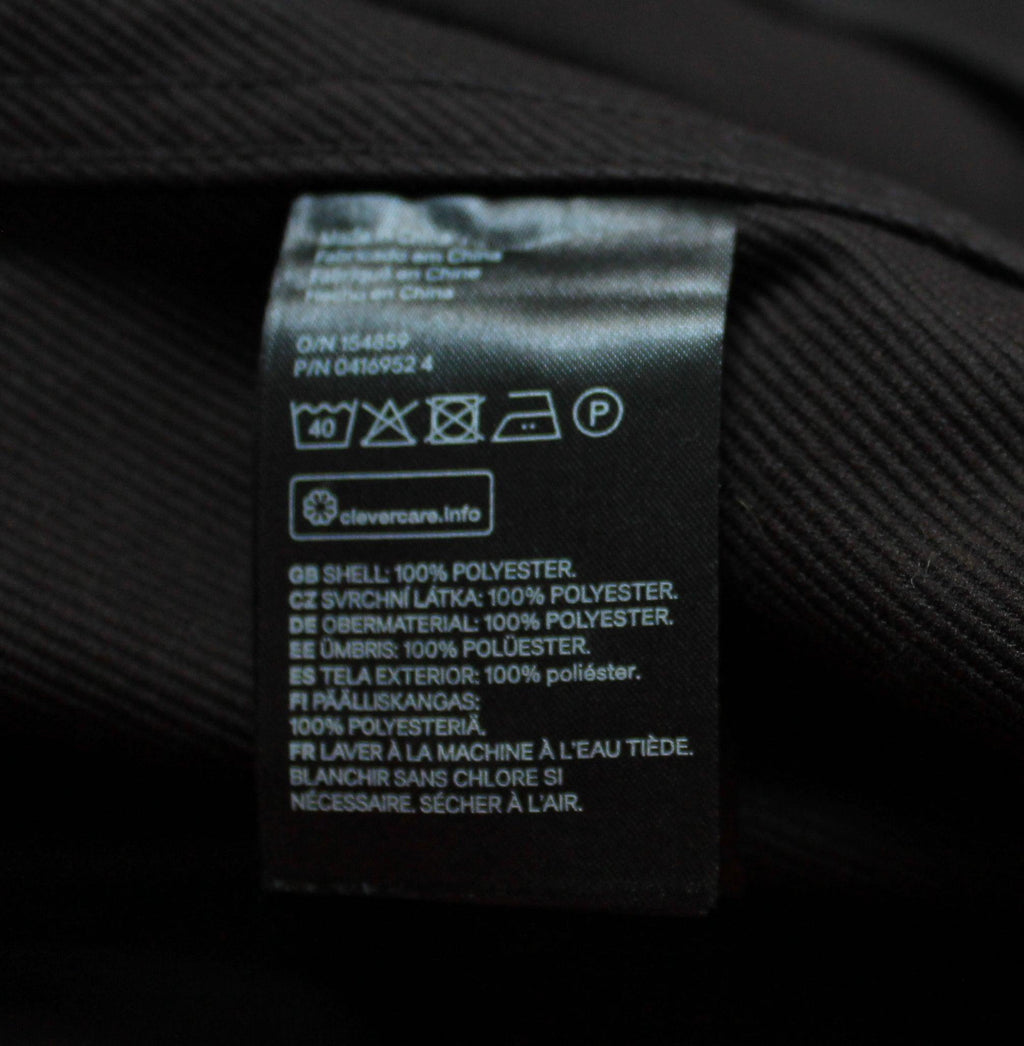 Made in China
Fabricado em China
Fabriqué en Chine
Hecho en China
O/N 154859
P/N 0416952 4
40
P
clevercare.info
GB SHELL: 100% POLYESTER.
CZ SVRCHNÍ LÁTKA: 100% POLYESTER.
DE OBERMATERIAL: 100% POLYESTER.
EE ÜMBRIS: 100% POLÜESTER.
ES TELA EXTERIOR: 100% poliéster.
FI PÄÄLLISKANGAS:
100% POLYESTERIÄ.
FR LAVER À LA MACHINE À L'EAU TIÈDE.
BLANCHIR SANS CHLORE SI
NÉCESSAIRE. SÉCHER À L'AIR.